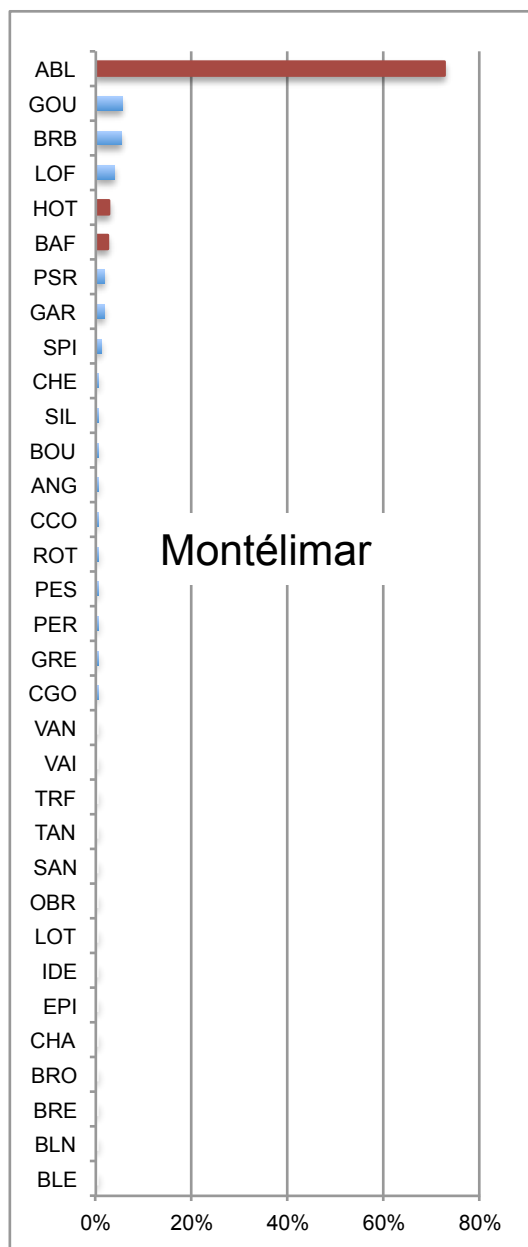 ABL
GOU
BRB
LOF
HOT
BAF
PSR
GAR
SPI
CHE
SIL
BOU
ANG
CCO
ROT
PES
PER
GRE
CGO
VAN
VAI
TRF
TAN
SAN
OBR
LOT
IDE
EPI
CHA
BRO
BRE
BLN
BLE
Montélimar
0% 20% 40% 60% 80%